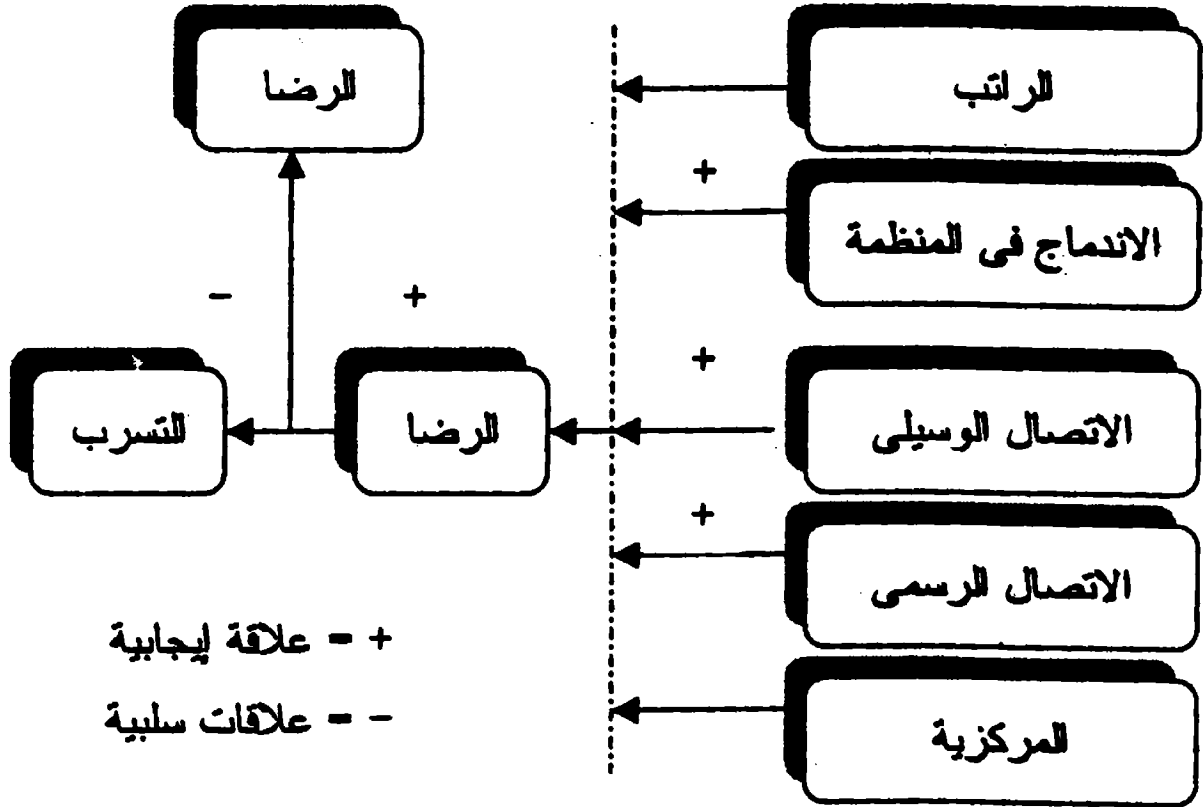 الرضا
الراتب
+
الاندماج فى المنظمة
-
+
+
التسرب
الرضا
الاتصال الوسيلى
+
الاتصال الرسمى
+ = علاقة إيجابية
- = علاقات سلبية
المركزية